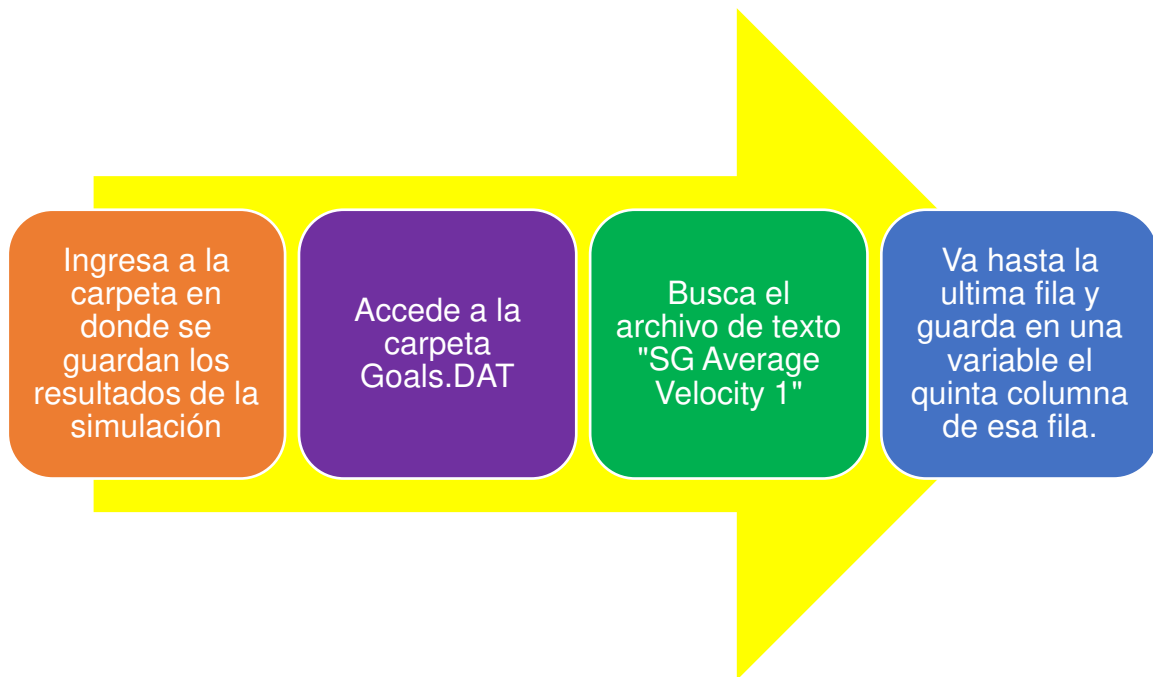 Ingresa a la
carpeta en
donde se
guardan los
resultados de la
simulación
Accede a la
carpeta
Goals.DAT
Busca el
archivo de texto
"SG Average
Velocity 1"
Va hasta la
ultima fila y
guarda en una
variable el
quinta columna
de esa fila.